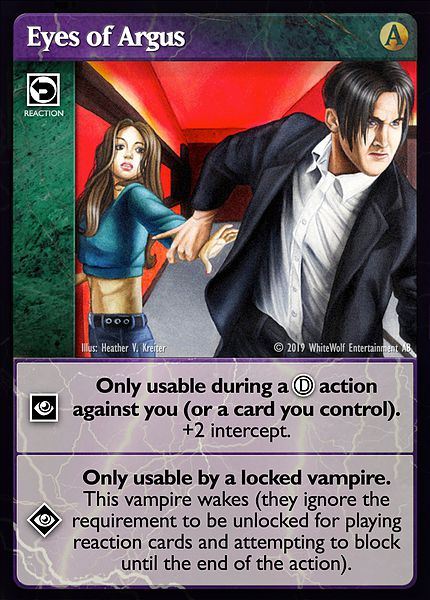 Eyes of Argus
A
REACTION
Illus: Heather V. Kreiter
© 2019 WhiteWolf Entertainment AB
Only usable during a Ⓓ action
against you (or a card you control).
+2 intercept.
Only usable by a locked vampire.
This vampire wakes (they ignore the
requirement to be unlocked for playing
reaction cards and attempting to block
until the end of the action).